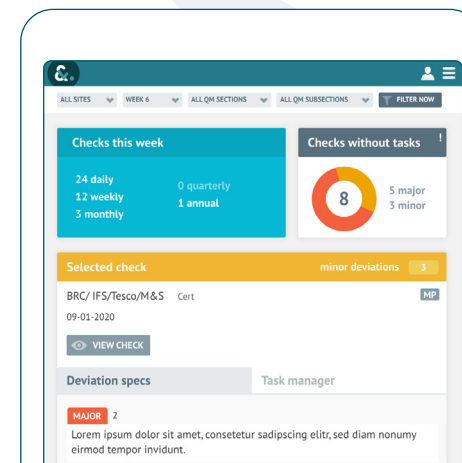 &.
ALL SITES WEEK 6 ALL QM SECTIONS ALL QM SUBSECTIONS FILTER NOW
Checks this week
24 daily
12 weekly
3 monthly
0 quarterly
1 annual
Checks without tasks !
8
5 major
3 minor
Selected check minor deviations 3
BRC/ IFS/Tesco/M&S Cert MP
09-01-2020
VIEW CHECK
Deviation specs Task manager
MAJOR 2
Lorem ipsum dolor sit amet, consetetur sadipscing elitr, sed diam nonumy
eirmod tempor invidunt.